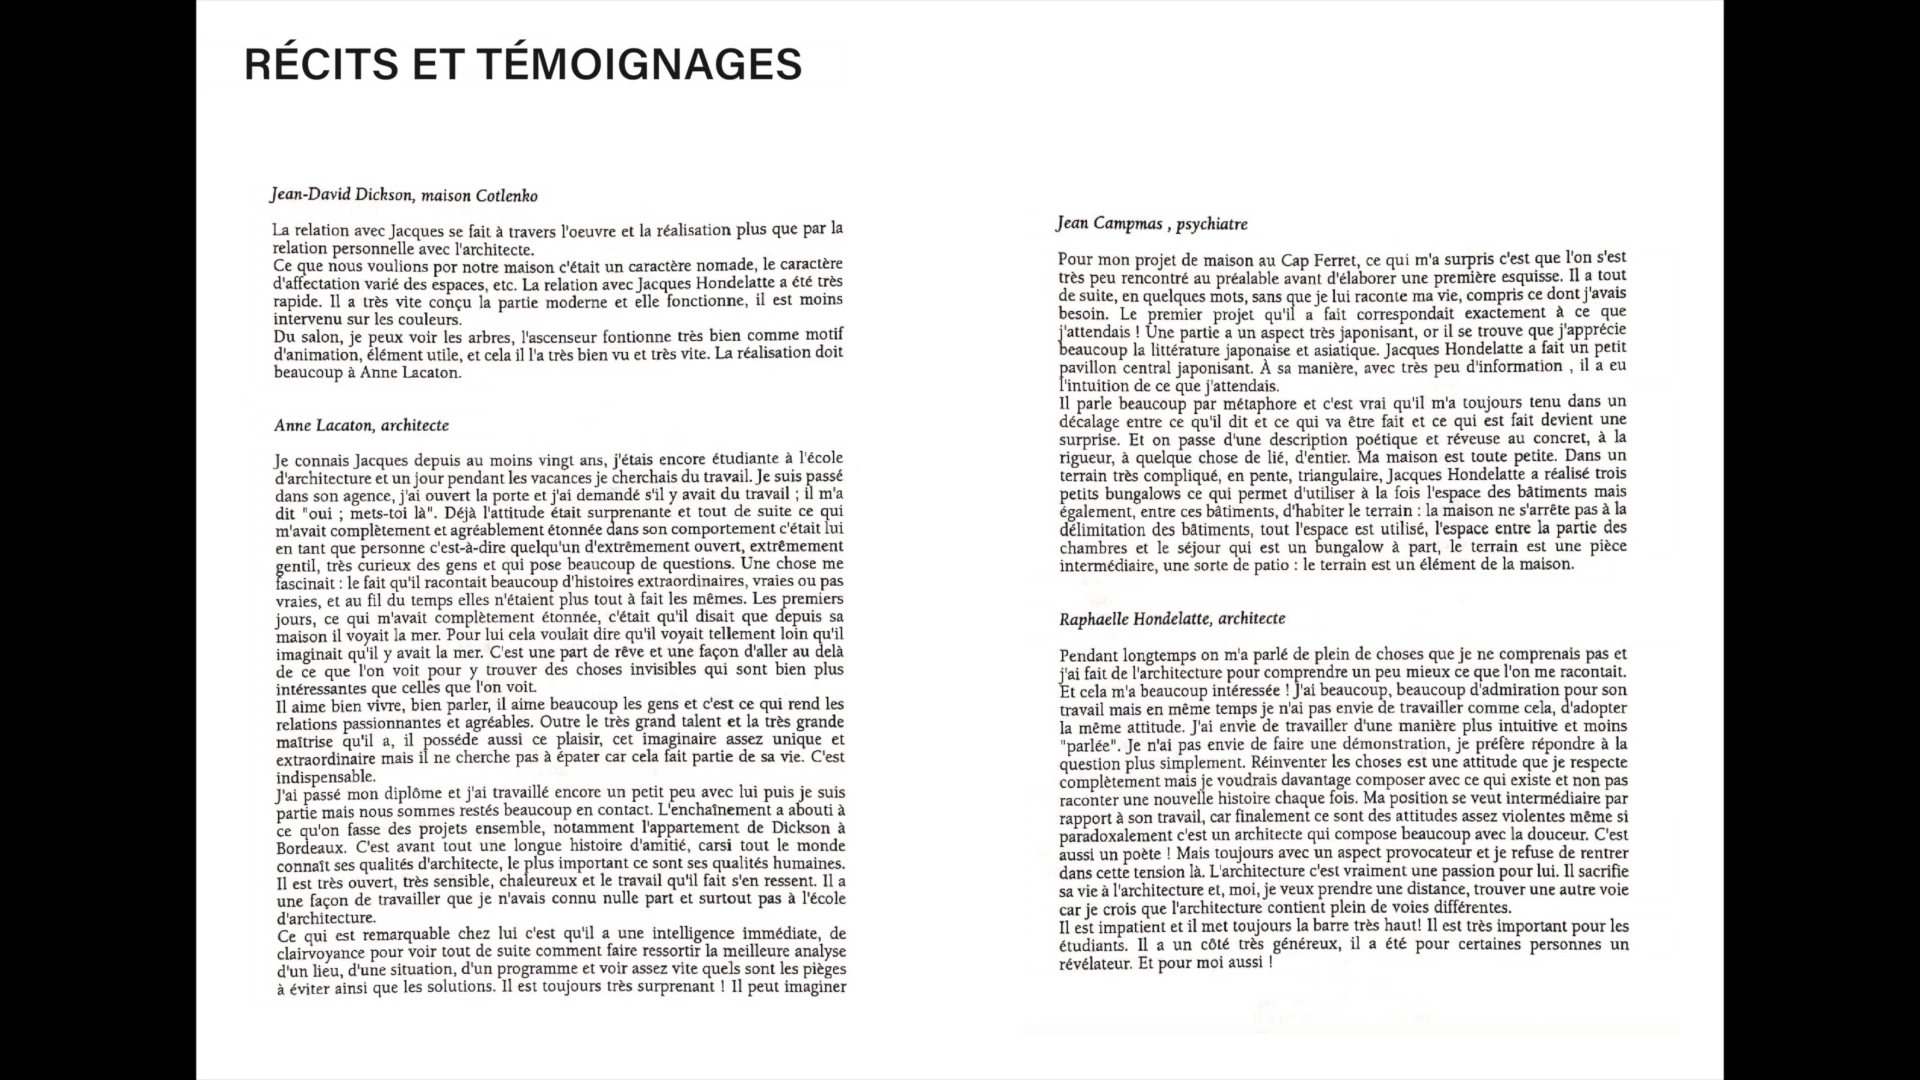 RÉCITS ET TÉMOIGNAGES
Jean-David Dickson, maison Cotlenko
La relation avec Jacques se fait à travers l'oeuvre et la réalisation plus que par la
relation personnelle avec l'architecte.
Ce que nous voulions por notre maison c'était un caractère nomade, le caractère
d'affectation varié des espaces, etc. La relation avec Jacques Hondelatte a été très
rapide. Il a très vite conçu la partie moderne et elle fonctionne, il est moins
intervenu sur les couleurs.
Du salon, je peux voir les arbres, l'ascenseur fontionne très bien comme motif
d'animation, élément utile, et cela il l'a très bien vu et très vite. La réalisation doit
beaucoup à Anne Lacaton.
Anne Lacaton, architecte
Je connais Jacques depuis au moins vingt ans, j'étais encore étudiante à l'école
d'architecture et un jour pendant les vacances je cherchais du travail. Je suis passé
dans son agence, j'ai ouvert la porte et j'ai demandé s'il y avait du travail ; il m'a
dit "oui ; mets-toi là". Déjà l'attitude était surprenante et tout de suite ce qui
m'avait complètement et agréablement étonnée dans son comportement c'était lui
en tant que personne c'est-à-dire quelqu'un d'extrêmement ouvert, extrêmement
gentil, très curieux des gens et qui pose beaucoup de questions. Une chose me
fascinait : le fait qu'il racontait beaucoup d'histoires extraordinaires, vraies ou pas
vraies, et au fil du temps elles n'étaient plus tout à fait les mêmes. Les premiers
jours, ce qui m'avait complètement étonnée, c'était qu'il disait que depuis sa
maison il voyait la mer. Pour lui cela voulait dire qu'il voyait tellement loin qu'il
imaginait qu'il y avait la mer. C'est une part de rêve et une façon d'aller au delà
de ce que l'on voit pour y trouver des choses invisibles qui sont bien plus
intéressantes que celles que l'on voit.
Il aime bien vivre, bien parler, il aime beaucoup les gens et c'est ce qui rend les
relations passionnantes et agréables. Outre le très grand talent et la très grande
maîtrise qu'il a, il posséde aussi ce plaisir, cet imaginaire assez unique et
extraordinaire mais il ne cherche pas à épater car cela fait partie de sa vie. C'est
indispensable.
J'ai passé mon diplôme et j'ai travaillé encore un petit peu avec lui puis je suis
partie mais nous sommes restés beaucoup en contact. L'enchaînement a abouti à
ce qu'on fasse des projets ensemble, notamment l'appartement de Dickson à
Bordeaux. C'est avant tout une longue histoire d'amitié, carsi tout le monde
connaît ses qualités d'architecte, le plus important ce sont ses qualités humaines.
Il est très ouvert, très sensible, chaleureux et le travail qu'il fait s'en ressent. Il a
une façon de travailler que je n'avais connu nulle part et surtout pas à l'école
d'architecture.
Ce qui est remarquable chez lui c'est qu'il a une intelligence immédiate, de
clairvoyance pour voir tout de suite comment faire ressortir la meilleure analyse
d'un lieu, d'une situation, d'un programme et voir assez vite quels sont les pièges
à éviter ainsi que les solutions. Il est toujours très surprenant ! Il peut imaginer
Jean Campmas , psychiatre
Pour mon projet de maison au Cap Ferret, ce qui m'a surpris c'est que l'on s'est
très peu rencontré au préalable avant d'élaborer une première esquisse. Il a tout
de suite, en quelques mots, sans que je lui raconte ma vie, compris ce dont j'avais
besoin. Le premier projet qu'il a fait correspondait exactement à ce que
j'attendais ! Une partie a un aspect très japonisant, or il se trouve que j'apprécie
beaucoup la littérature japonaise et asiatique. Jacques Hondelatte a fait un petit
pavillon central japonisant. À sa manière, avec très peu d'information , il a eu
l'intuition de ce que j'attendais.
Il parle beaucoup par métaphore et c'est vrai qu'il m'a toujours tenu dans un
décalage entre ce qu'il dit et ce qui va être fait et ce qui est fait devient une
surprise. Et on passe d'une description poétique et réveuse au concret, à la
rigueur, à quelque chose de lié, d'entier. Ma maison est toute petite. Dans un
terrain très compliqué, en pente, triangulaire, Jacques Hondelatte a réalisé trois
petits bungalows ce qui permet d'utiliser à la fois l'espace des bâtiments mais
également, entre ces bâtiments, d'habiter le terrain : la maison ne s'arrête pas à la
délimitation des bâtiments, tout l'espace est utilisé, l'espace entre la partie des
chambres et le séjour qui est un bungalow à part, le terrain est une pièce
intermédiaire, une sorte de patio : le terrain est un élément de la maison.
Raphaelle Hondelatte, architecte
Pendant longtemps on m'a parlé de plein de choses que je ne comprenais pas et
j'ai fait de l'architecture pour comprendre un peu mieux ce que l'on me racontait.
Et cela m'a beaucoup intéressée ! J'ai beaucoup, beaucoup d'admiration pour son
travail mais en même temps je n'ai pas envie de travailler comme cela, d'adopter
la même attitude. J'ai envie de travailler d'une manière plus intuitive et moins
"parlée". Je n'ai pas envie de faire une démonstration, je préfère répondre à la
question plus simplement. Réinventer les choses est une attitude que je respecte
complètement mais je voudrais davantage composer avec ce qui existe et non pas
raconter une nouvelle histoire chaque fois. Ma position se veut intermédiaire par
rapport à son travail, car finalement ce sont des attitudes assez violentes même si
paradoxalement c'est un architecte qui compose beaucoup avec la douceur. C'est
aussi un poète ! Mais toujours avec un aspect provocateur et je refuse de rentrer
dans cette tension là. L'architecture c'est vraiment une passion pour lui. Il sacrifie
sa vie à l'architecture et, moi, je veux prendre une distance, trouver une autre voie
car je crois que l'architecture contient plein de voies différentes.
Il est impatient et il met toujours la barre très haut! Il est très important pour les
étudiants. Il a un côté très généreux, il a été pour certaines personnes un
révélateur. Et pour moi aussi !